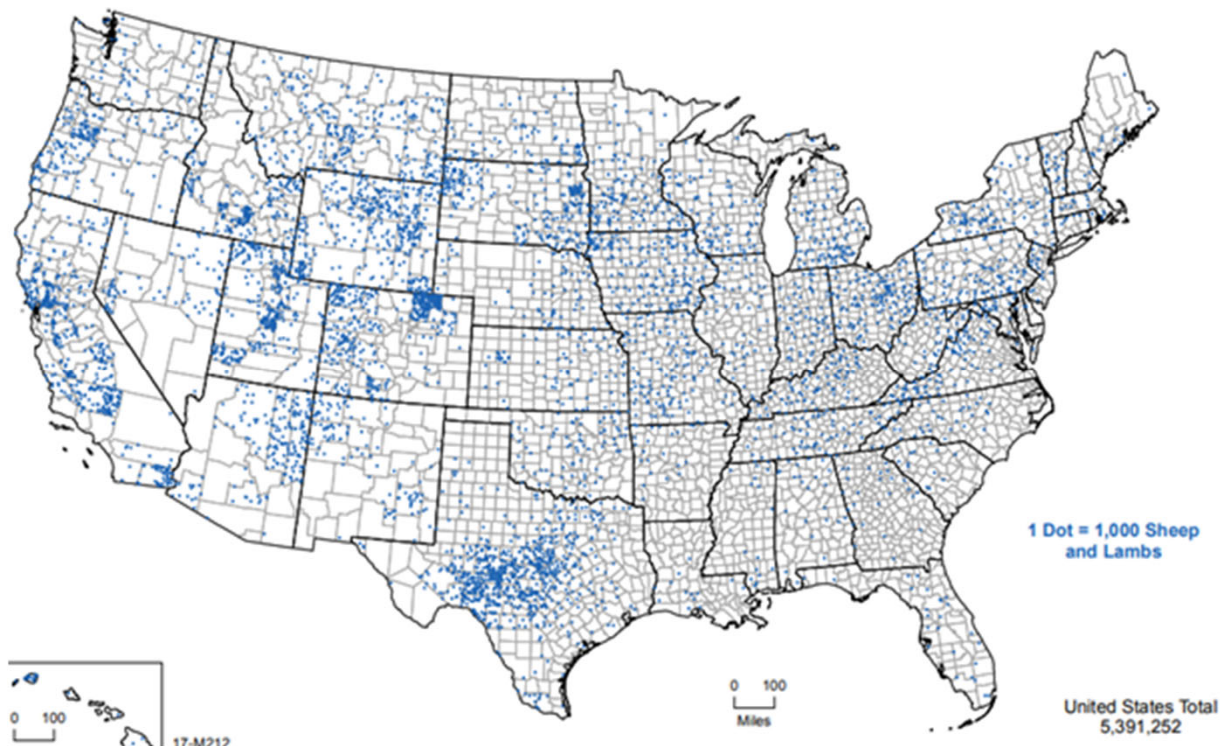 1 Dot = 1,000 Sheep
and Lambs
0 100
Miles
United States Total
5,391,252
0 100
17-M212